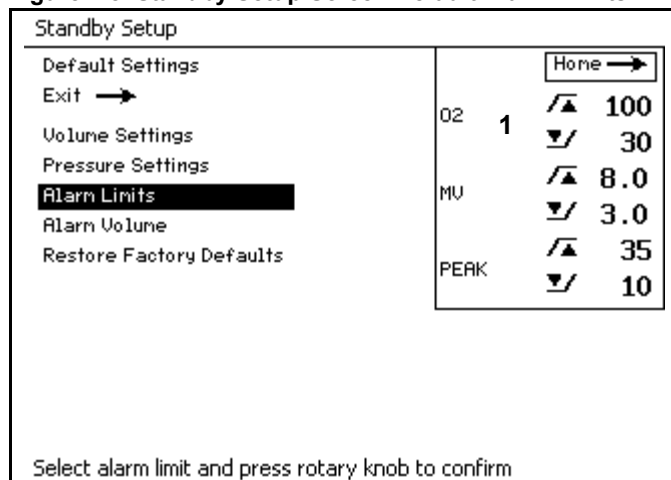 Standby Setup
Default Settings
Exit
Volume Settings
Pressure Settings
Alarm Limits
Alarm Volume
Restore Factory Defaults
Home
O2 1 100
30
MV 8.0
3.0
PEAK 35
10
Select alarm limit and press rotary knob to confirm